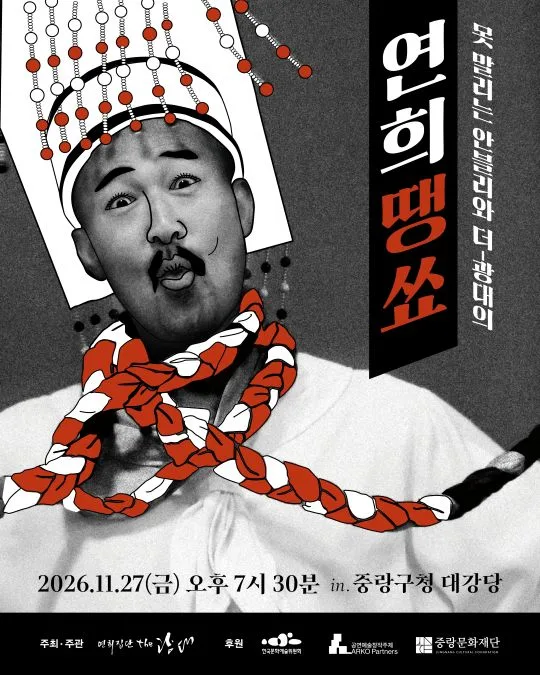 못 말리는 안블리와 더-광대의
연희땡쑈
2026.11.27(금) 오후 7시 30분 in. 중랑구청 대강당
주최·주관 연희집단 The 광대 후원 한국문화예술위원회 공연예술창작주체 ARKO Partners 중랑문화재단 JUNGNANG CULTURAL FOUNDATION